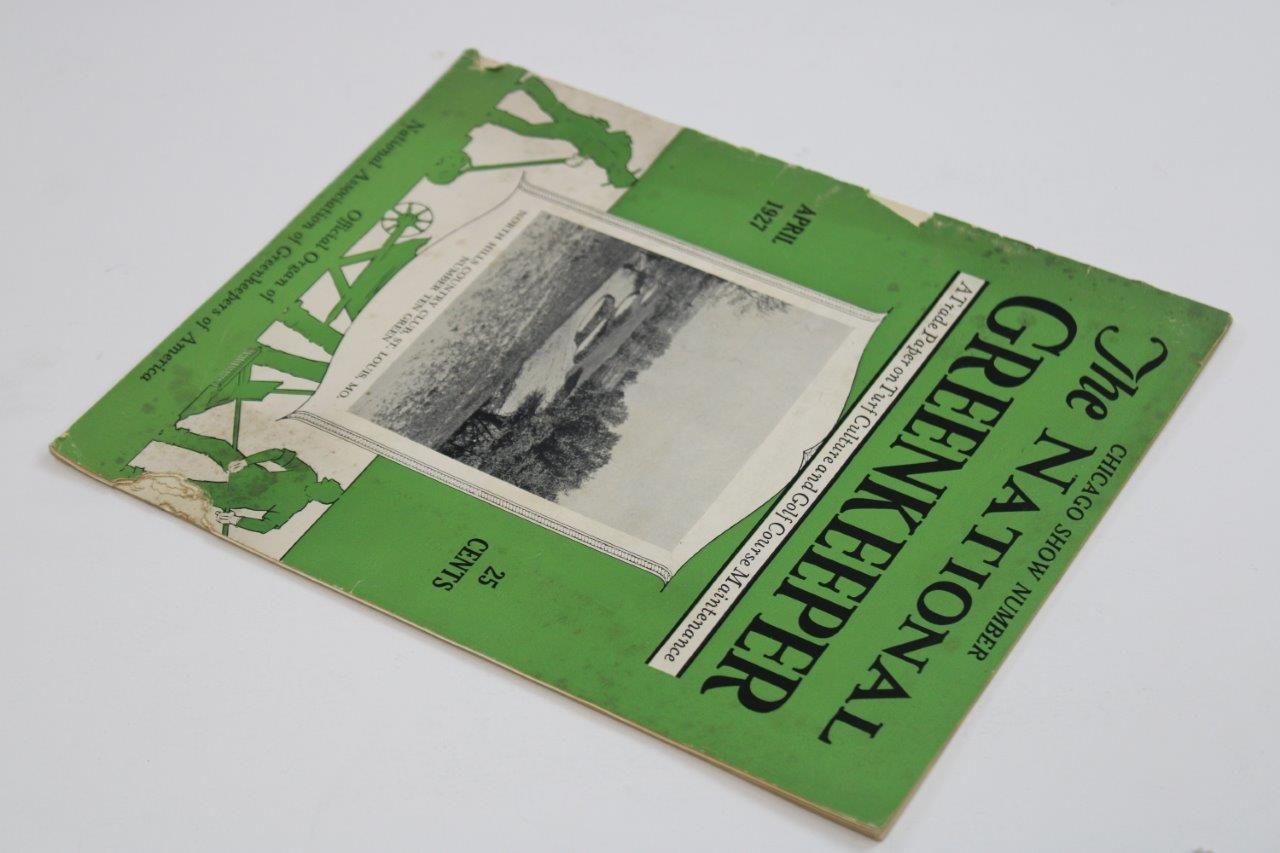 CHICAGO SHOW NUMBER
The NATIONAL
GREENKEEPER
A Trade Paper on Turf Culture and Golf Course Maintenance
APRIL
1927
25
CENTS
NORTH HILLS COUNTRY CLUB, ST. LOUIS, MO.
NUMBER TEN GREEN
Official Organ of
National Association of Greenkeepers of America